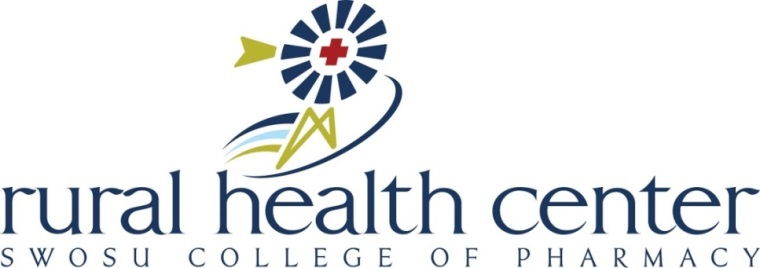 rural health center
SWOSU COLLEGE OF PHARMACY